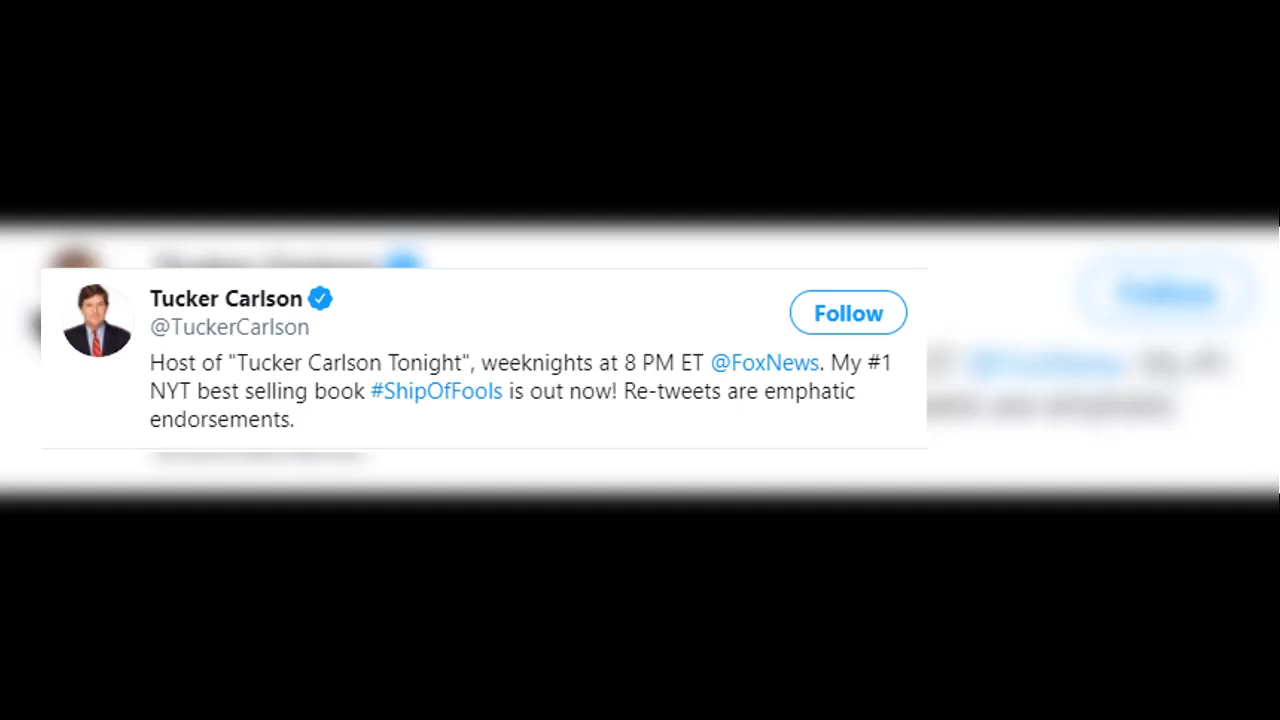 Tucker Carlson
@TuckerCarlson
Follow
Host of "Tucker Carlson Tonight", weeknights at 8 PM ET @FoxNews. My #1
NYT best selling book #ShipOfFools is out now! Re-tweets are emphatic
endorsements.